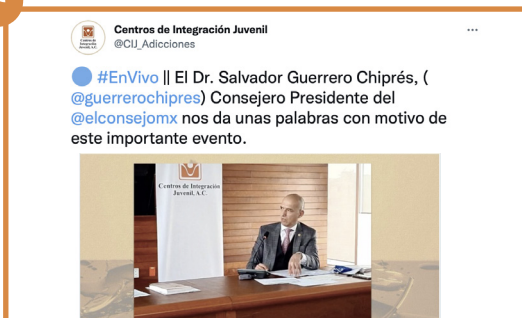 Centros de Integración Juvenil
@CIJ_Adicciones
#EnVivo || El Dr. Salvador Guerrero Chiprés, (
@guerrerochipres) Consejero Presidente del
@elconsejomx nos da unas palabras con motivo de
este importante evento.
Centros de Integración
Juvenil, A.C.